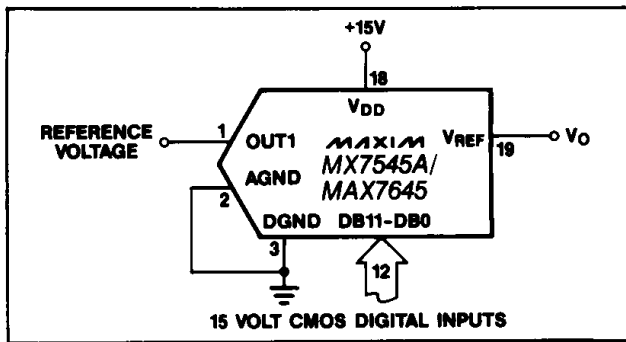 +15V
18
VDD
REFERENCE VOLTAGE
1
OUT1
MAXIM
MX7545A/
MAX7645
VREF
19
VO
AGND
2
DGND
DB11-DB0
3
12
15 VOLT CMOS DIGITAL INPUTS